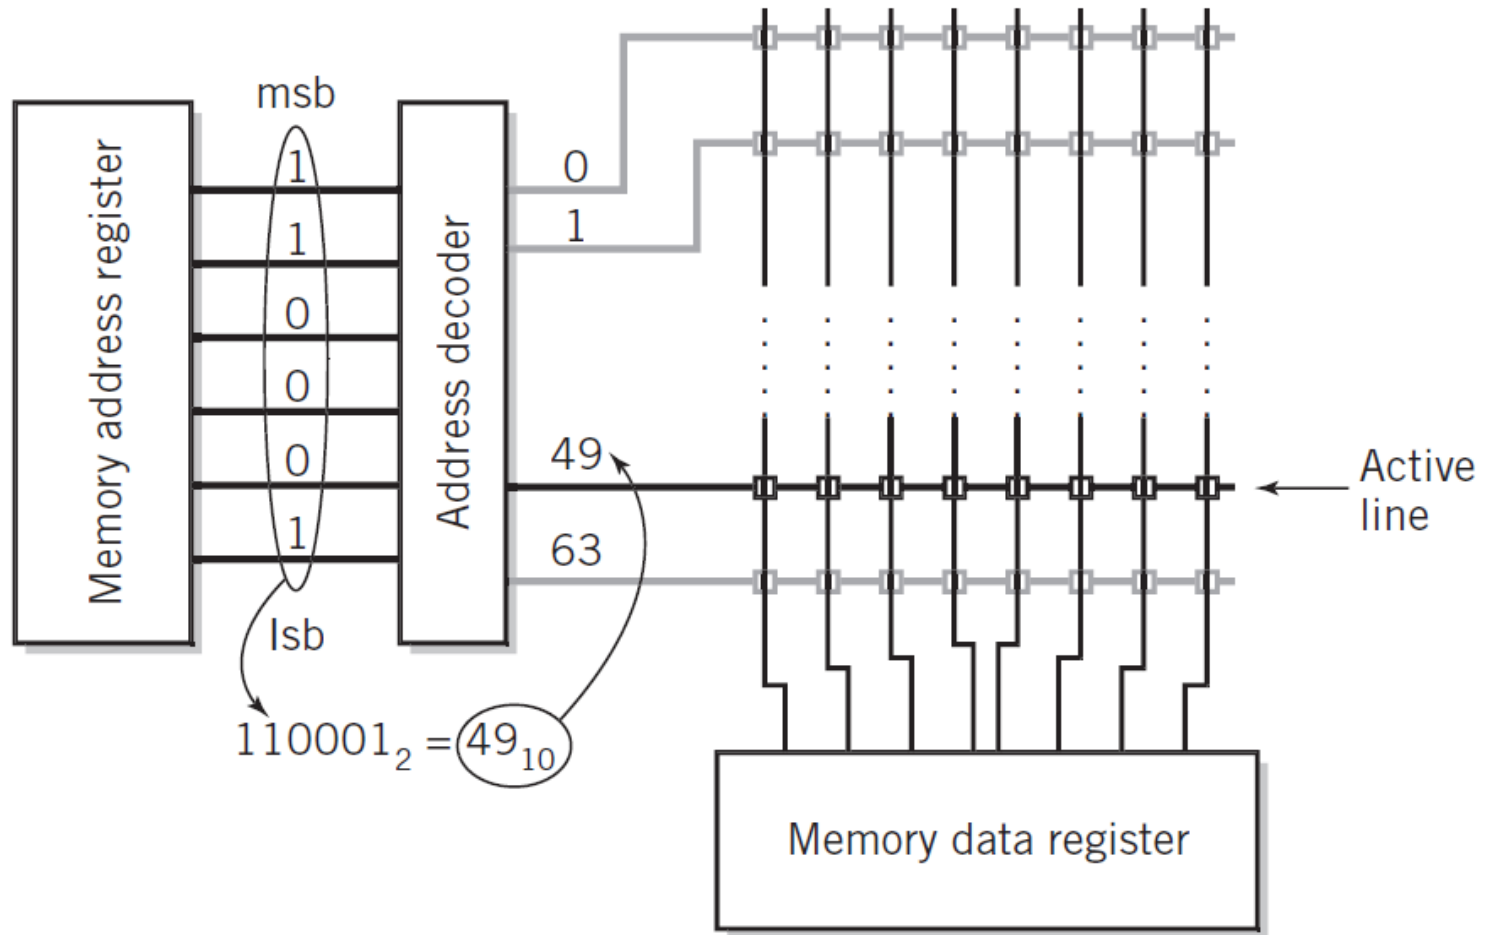 msb
1
1
0
0
0
1
lsb
Memory address register
Address decoder
0
1
49
63
Active
line
110001₂ = 49₁₀
Memory data register